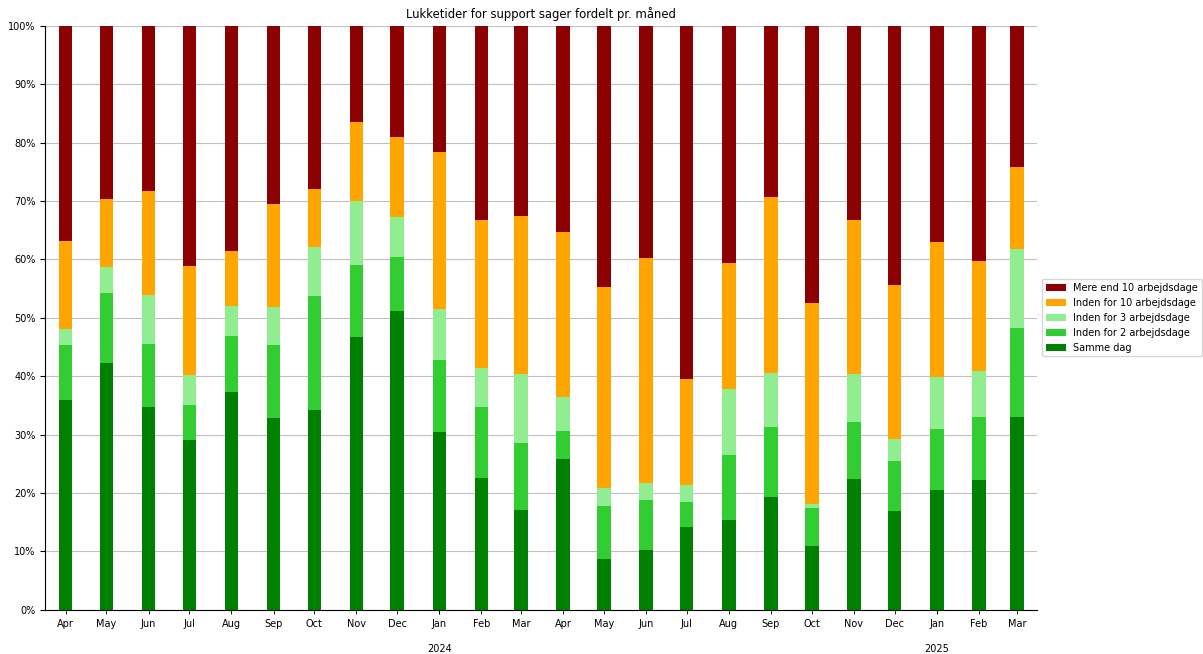 Lukketider for support sager fordelt pr. måned
100%
90%
80%
70%
60%
50%
40%
30%
20%
10%
0%
Apr May Jun Jul Aug Sep Oct Nov Dec Jan Feb Mar Apr May Jun Jul Aug Sep Oct Nov Dec Jan Feb Mar
2024 2025
Mere end 10 arbejdsdage
Inden for 10 arbejdsdage
Inden for 3 arbejdsdage
Inden for 2 arbejdsdage
Samme dag